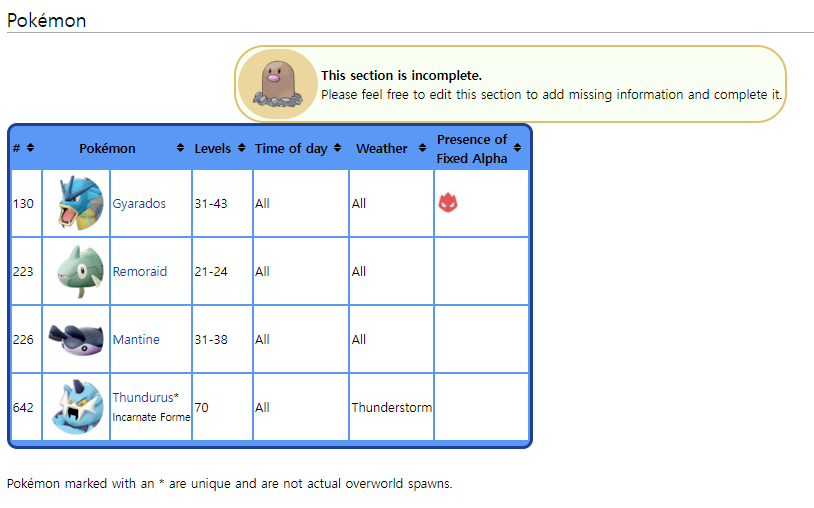 Pokémon
This section is incomplete.
Please feel free to edit this section to add missing information and complete it.
# Pokémon Levels Time of day Weather Presence of
Fixed Alpha
130 Gyarados 31-43 All All
223 Remoraid 21-24 All All
226 Mantine 31-38 All All
642 Thundurus* 70 All Thunderstorm
Incarnate Forme
Pokémon marked with an * are unique and are not actual overworld spawns.